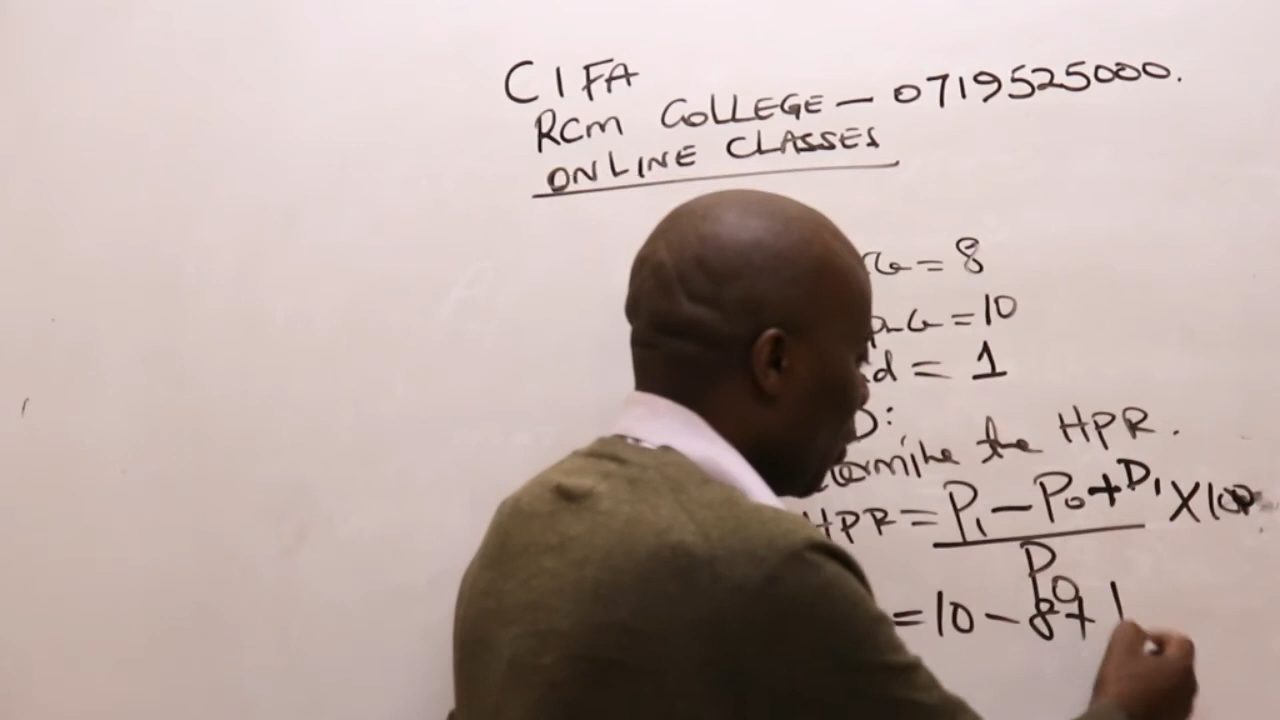 CIFA
RCM COLLEGE - 0719525000.
ONLINE CLASSES
= 8
= 10
= 1
the HPR.
HPR = P₁ - P₀ + D₁ X100
P₀
= 10 - 8 + 1